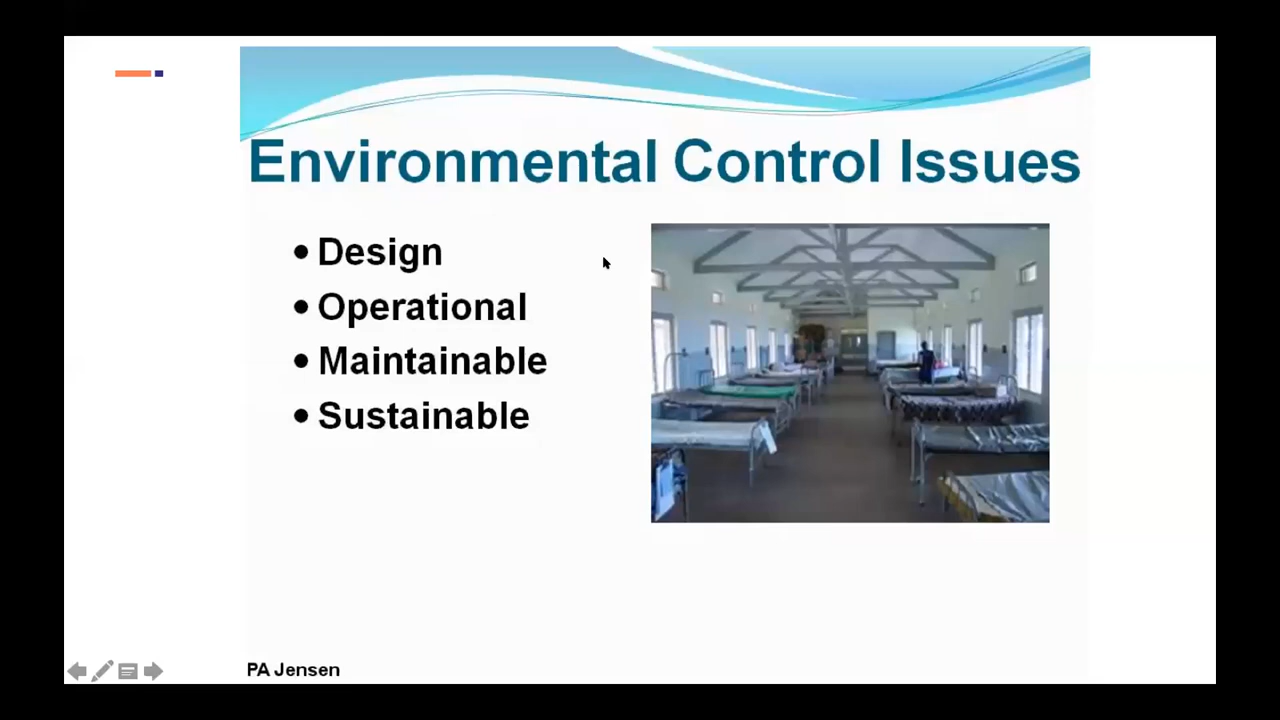 Environmental Control Issues
• Design
• Operational
• Maintainable
• Sustainable
PA Jensen